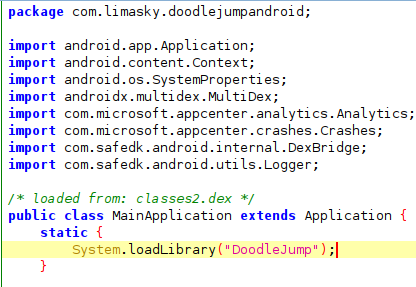 package com.limasky.doodlejumpandroid;
import android.app.Application;
import android.content.Context;
import android.os.SystemProperties;
import androidx.multidex.MultiDex;
import com.microsoft.appcenter.analytics.Analytics;
import com.microsoft.appcenter.crashes.Crashes;
import com.safedk.android.internal.DexBridge;
import com.safedk.android.utils.Logger;
/* loaded from: classes2.dex */
public class MainApplication extends Application {
static {
System.loadLibrary("DoodleJump");
}